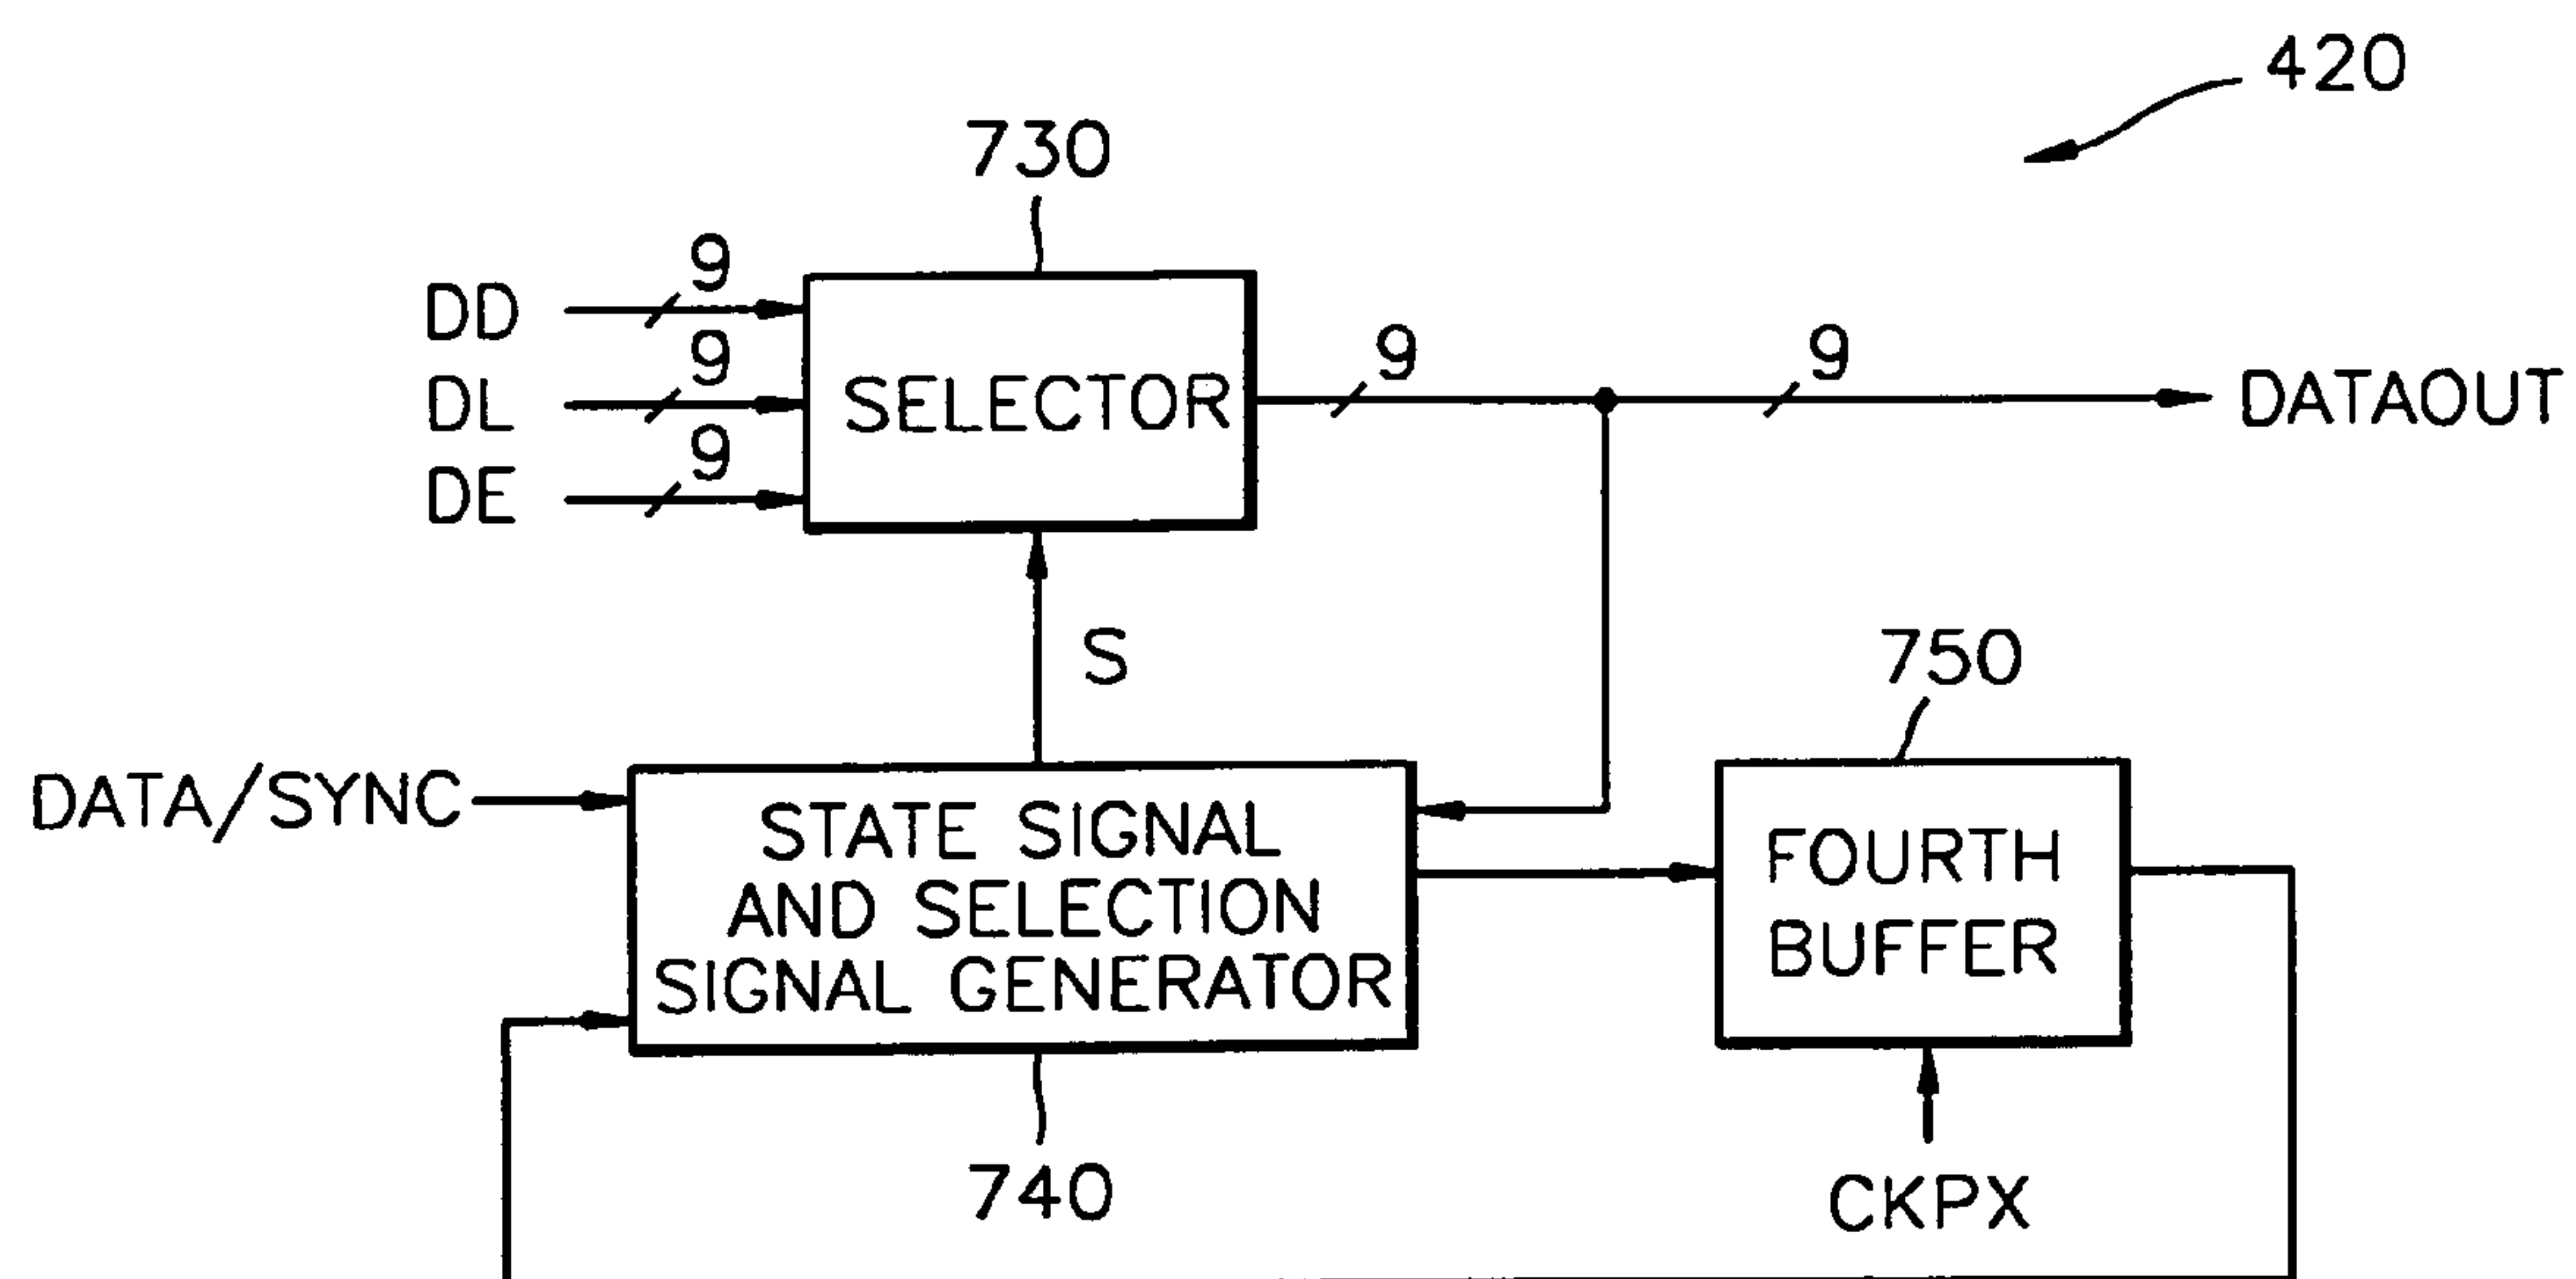 420
730
DD 9
DL 9
DE 9
SELECTOR
9
9
DATAOUT
S
750
DATA/SYNC
STATE SIGNAL
AND SELECTION
SIGNAL GENERATOR
FOURTH
BUFFER
740
CKPX